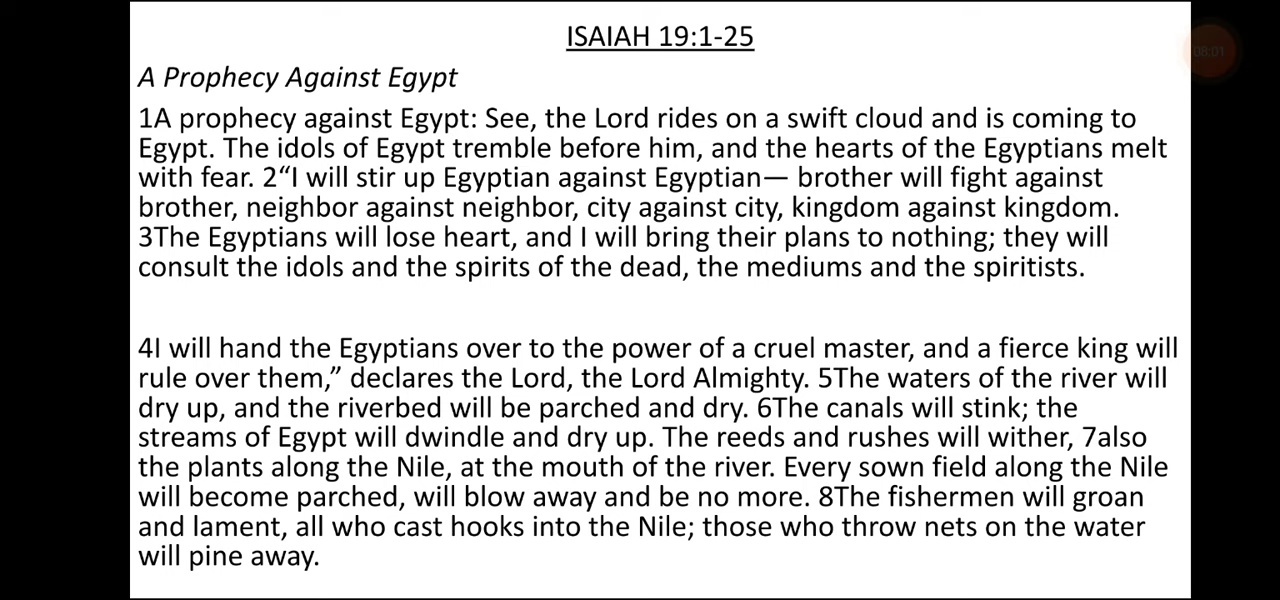 ISAIAH 19:1-25
08:01
A Prophecy Against Egypt
1A prophecy against Egypt: See, the Lord rides on a swift cloud and is coming to
Egypt. The idols of Egypt tremble before him, and the hearts of the Egyptians melt
with fear. 2“I will stir up Egyptian against Egyptian— brother will fight against
brother, neighbor against neighbor, city against city, kingdom against kingdom.
3The Egyptians will lose heart, and I will bring their plans to nothing; they will
consult the idols and the spirits of the dead, the mediums and the spiritists.
4I will hand the Egyptians over to the power of a cruel master, and a fierce king will
rule over them,” declares the Lord, the Lord Almighty. 5The waters of the river will
dry up, and the riverbed will be parched and dry. 6The canals will stink; the
streams of Egypt will dwindle and dry up. The reeds and rushes will wither, 7also
the plants along the Nile, at the mouth of the river. Every sown field along the Nile
will become parched, will blow away and be no more. 8The fishermen will groan
and lament, all who cast hooks into the Nile; those who throw nets on the water
will pine away.